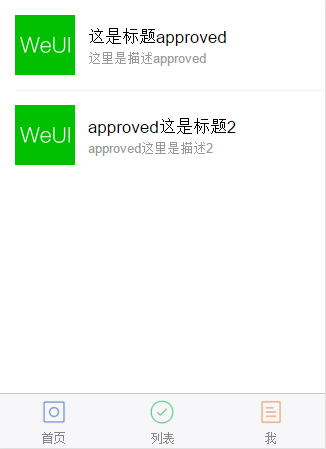 WeUI
这是标题approved
这里是描述approved
WeUI
approved这是标题2
approved这里是描述2
首页
列表
我